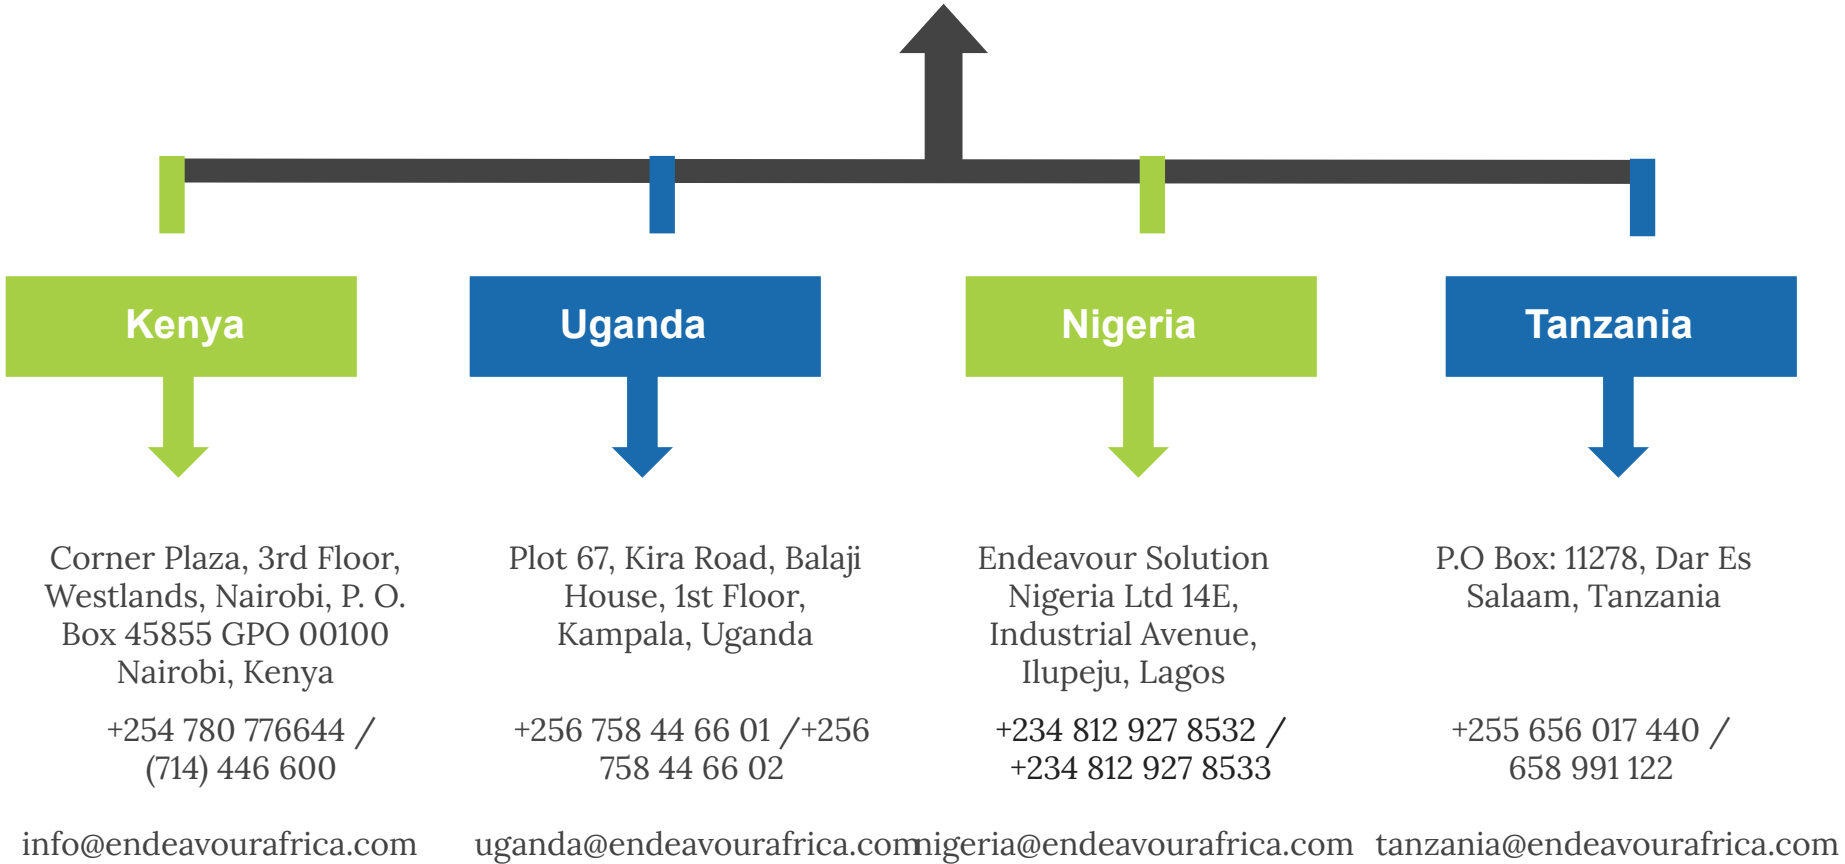 Kenya
Uganda
Nigeria
Tanzania
Corner Plaza, 3rd Floor,
Westlands, Nairobi, P. O.
Box 45855 GPO 00100
Nairobi, Kenya
+254 780 776644 /
(714) 446 600
info@endeavourafrica.com
Plot 67, Kira Road, Balaji
House, 1st Floor,
Kampala, Uganda
+256 758 44 66 01 /+256
758 44 66 02
uganda@endeavourafrica.com
Endeavour Solution
Nigeria Ltd 14E,
Industrial Avenue,
Ilupeju, Lagos
+234 812 927 8532 /
+234 812 927 8533
nigeria@endeavourafrica.com
P.O Box: 11278, Dar Es
Salaam, Tanzania
+255 656 017 440 /
658 991 122
tanzania@endeavourafrica.com